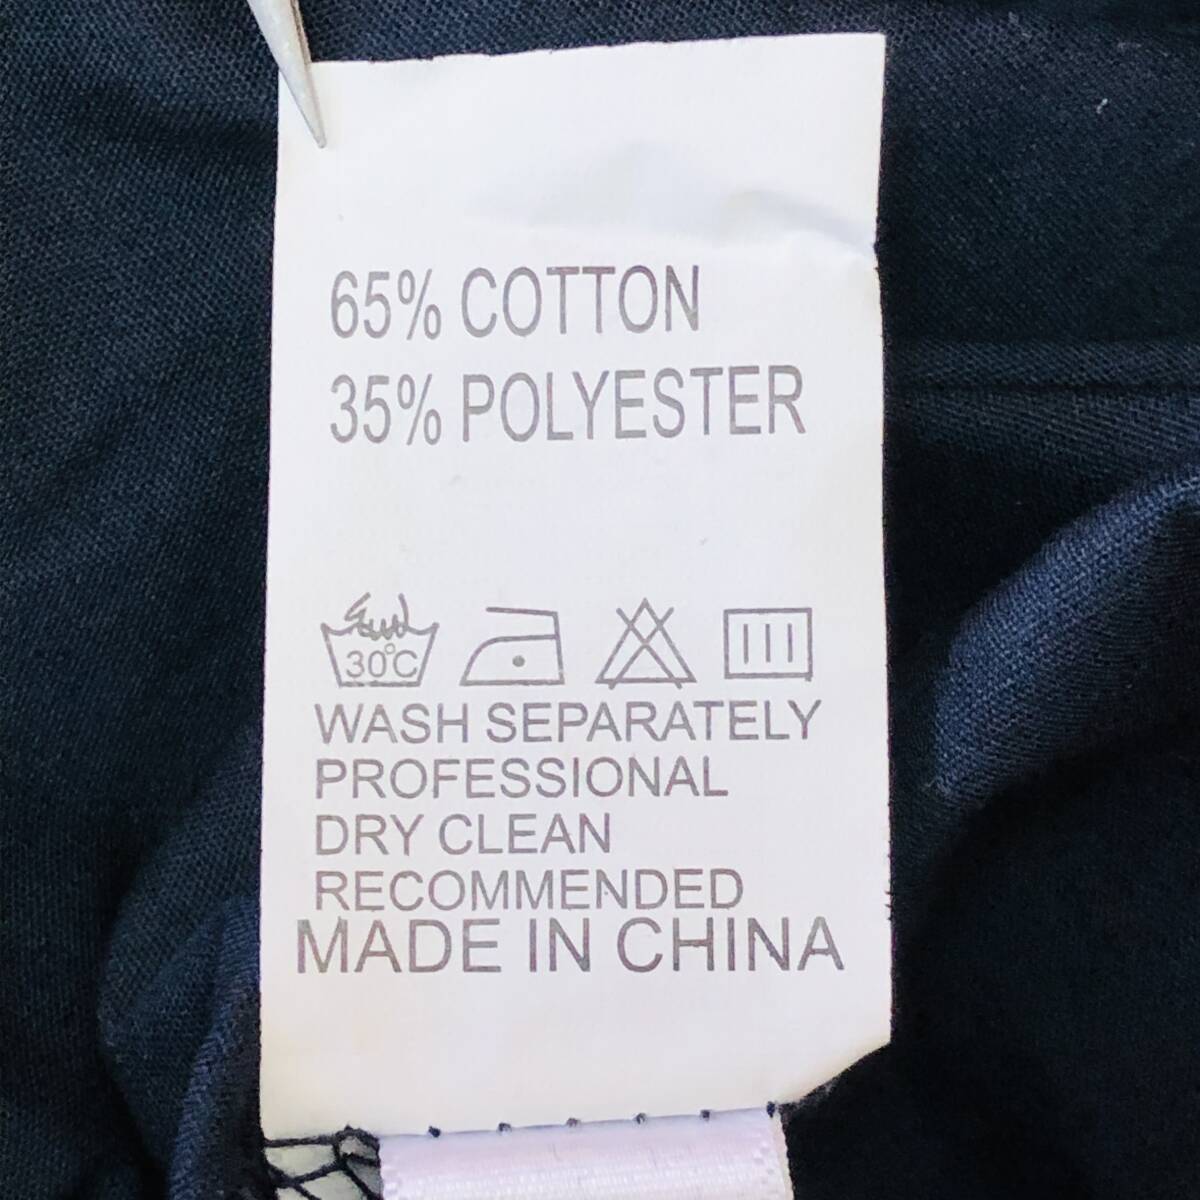 65% COTTON
35% POLYESTER
30°C
WASH SEPARATELY
PROFESSIONAL
DRY CLEAN
RECOMMENDED
MADE IN CHINA